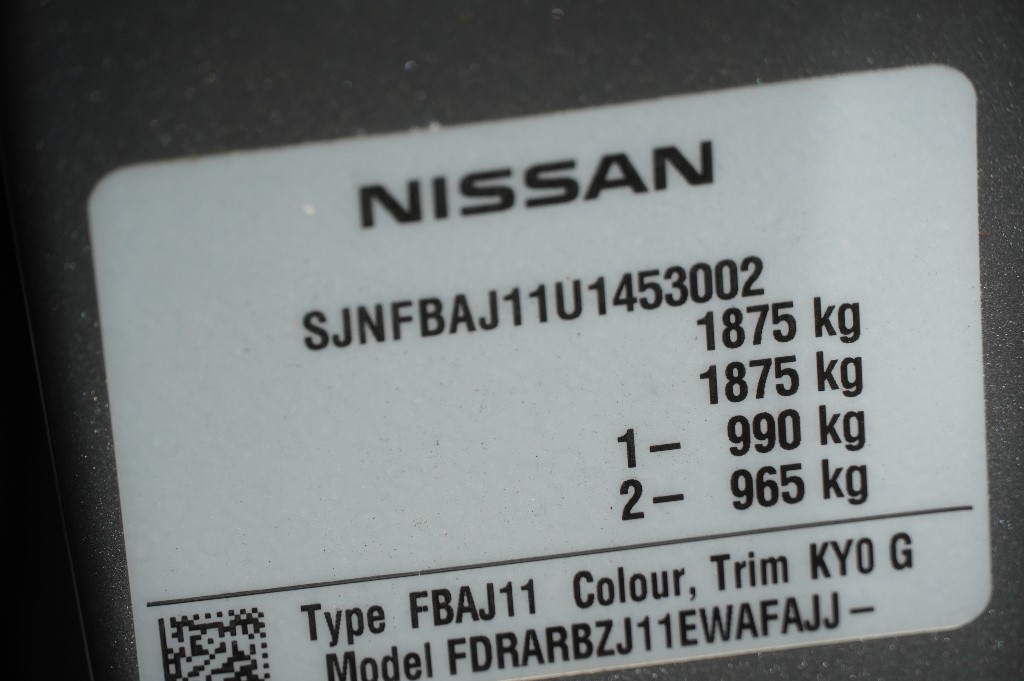 NISSAN
SJNFBAJ11U1453002
1875 kg
1875 kg
1 – 990 kg
2 – 965 kg
Type FBAJ11 Colour, Trim KY0 G
Model FDRARBZJ11EWAFAJJ –